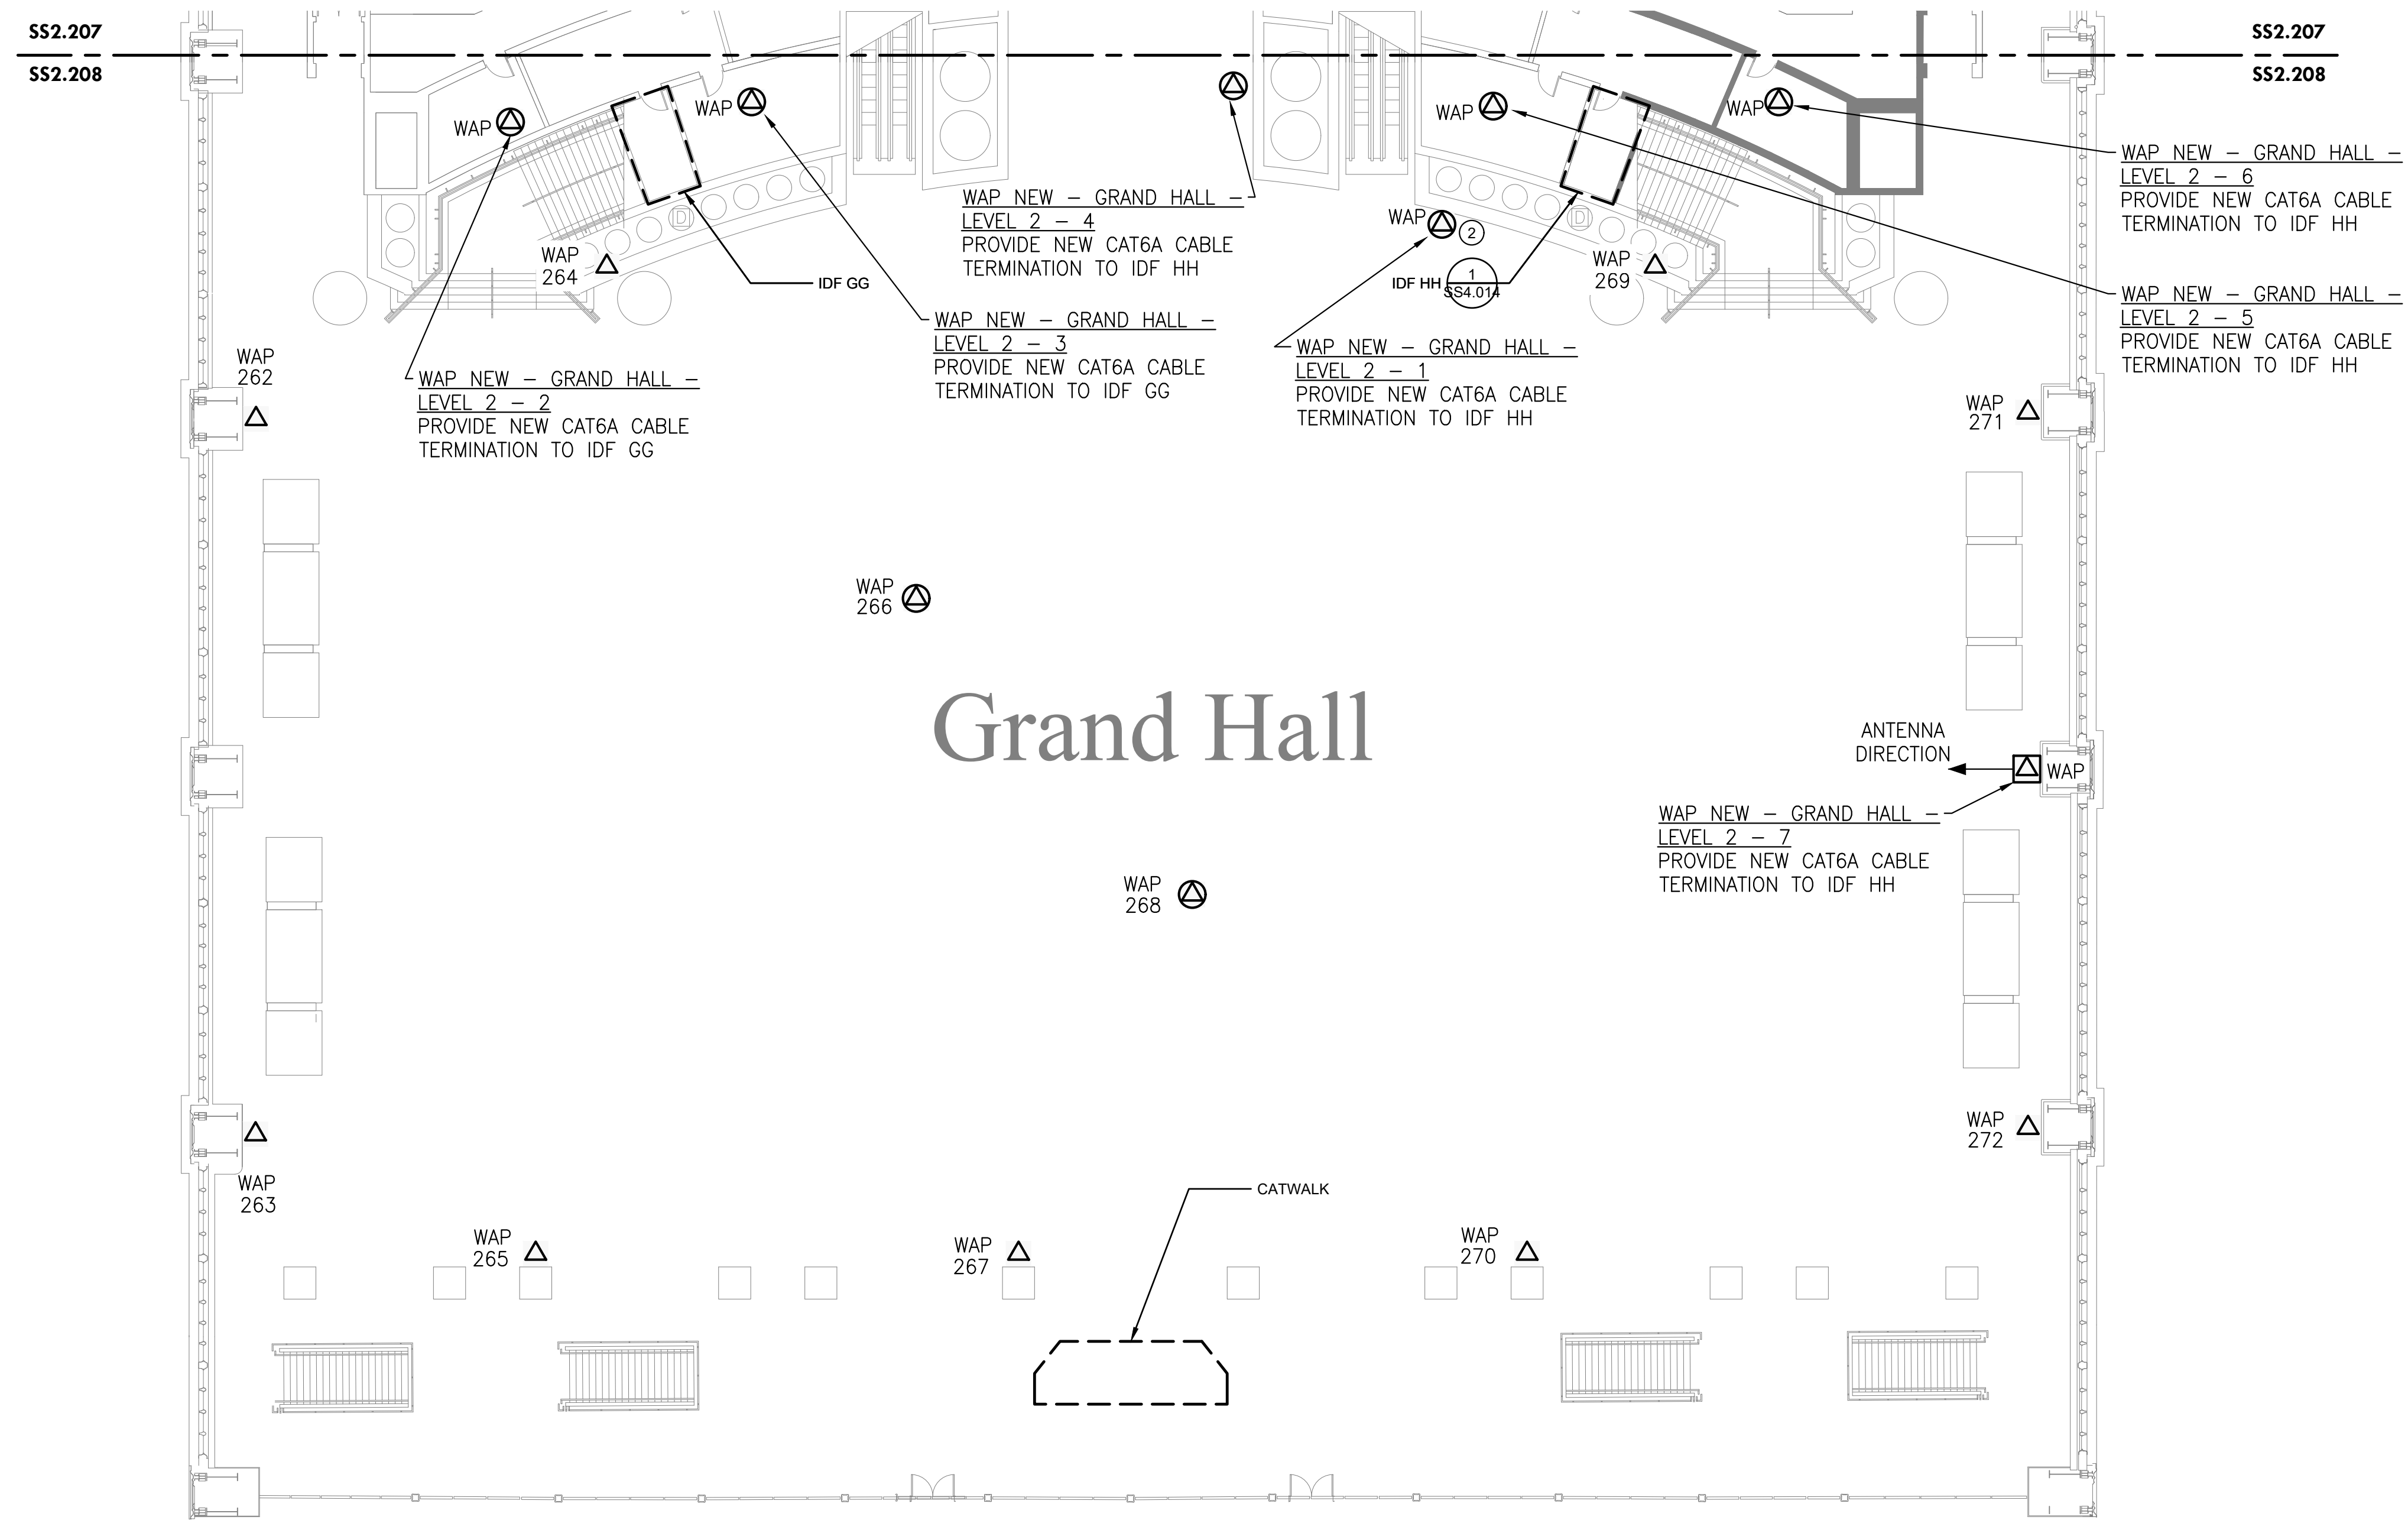 SS2.207
SS2.207
SS2.208
SS2.208
WAP
WAP
WAP
WAP
WAP NEW – GRAND HALL –
LEVEL 2 – 6
PROVIDE NEW CAT6A CABLE
TERMINATION TO IDF HH
WAP NEW – GRAND HALL –
LEVEL 2 – 4
PROVIDE NEW CAT6A CABLE
TERMINATION TO IDF HH
D
D
WAP
2
WAP
264
WAP
269
IDF GG
IDF HH
1
SS4.014
WAP NEW – GRAND HALL –
LEVEL 2 – 5
PROVIDE NEW CAT6A CABLE
TERMINATION TO IDF HH
WAP NEW – GRAND HALL –
LEVEL 2 – 3
PROVIDE NEW CAT6A CABLE
TERMINATION TO IDF GG
WAP NEW – GRAND HALL –
LEVEL 2 – 1
PROVIDE NEW CAT6A CABLE
TERMINATION TO IDF HH
WAP
262
WAP NEW – GRAND HALL –
LEVEL 2 – 2
PROVIDE NEW CAT6A CABLE
TERMINATION TO IDF GG
WAP
271
WAP
266
Grand Hall
ANTENNA
DIRECTION
WAP
WAP NEW – GRAND HALL –
LEVEL 2 – 7
PROVIDE NEW CAT6A CABLE
TERMINATION TO IDF HH
WAP
268
WAP
272
WAP
263
CATWALK
WAP
265
WAP
267
WAP
270